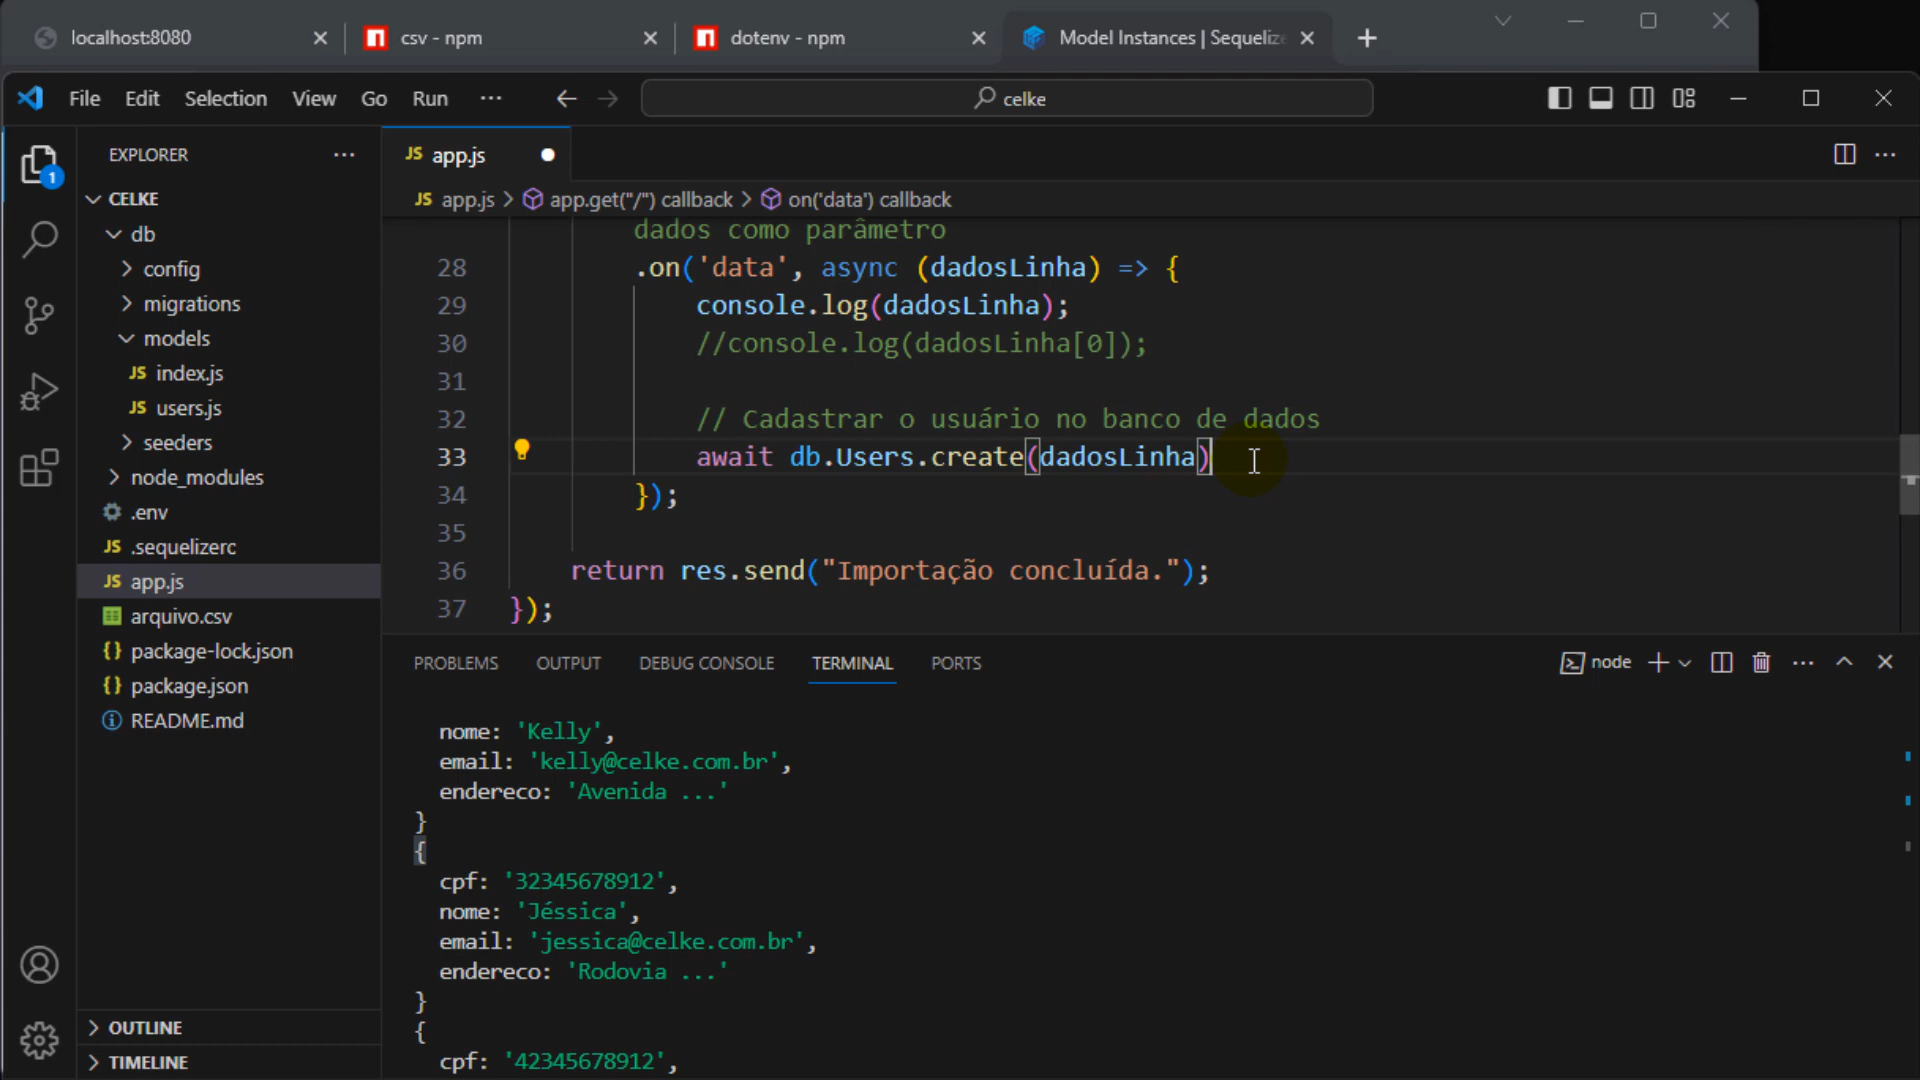 localhost:8080
csv - npm
dotenv - npm
Model Instances | Sequelize
File Edit Selection View Go Run ···
celke
EXPLORER
CELKE
db
config
migrations
models
JS index.js
JS users.js
seeders
node_modules
.env
JS .sequelizerc
JS app.js
arquivo.csv
{} package-lock.json
{} package.json
README.md
OUTLINE
TIMELINE
1
JS app.js
JS app.js > app.get("/") callback > on('data') callback
dados como parâmetro
28 .on('data', async (dadosLinha) => {
29 console.log(dadosLinha);
30 //console.log(dadosLinha[0]);
31
32 // Cadastrar o usuário no banco de dados
33 await db.Users.create(dadosLinha)
34 });
35
36 return res.send("Importação concluída.");
37 });
PROBLEMS OUTPUT DEBUG CONSOLE TERMINAL PORTS
node
nome: 'Kelly',
email: 'kelly@celke.com.br',
endereco: 'Avenida ...'
}
{
cpf: '32345678912',
nome: 'Jéssica',
email: 'jessica@celke.com.br',
endereco: 'Rodovia ...'
}
{
cpf: '42345678912',